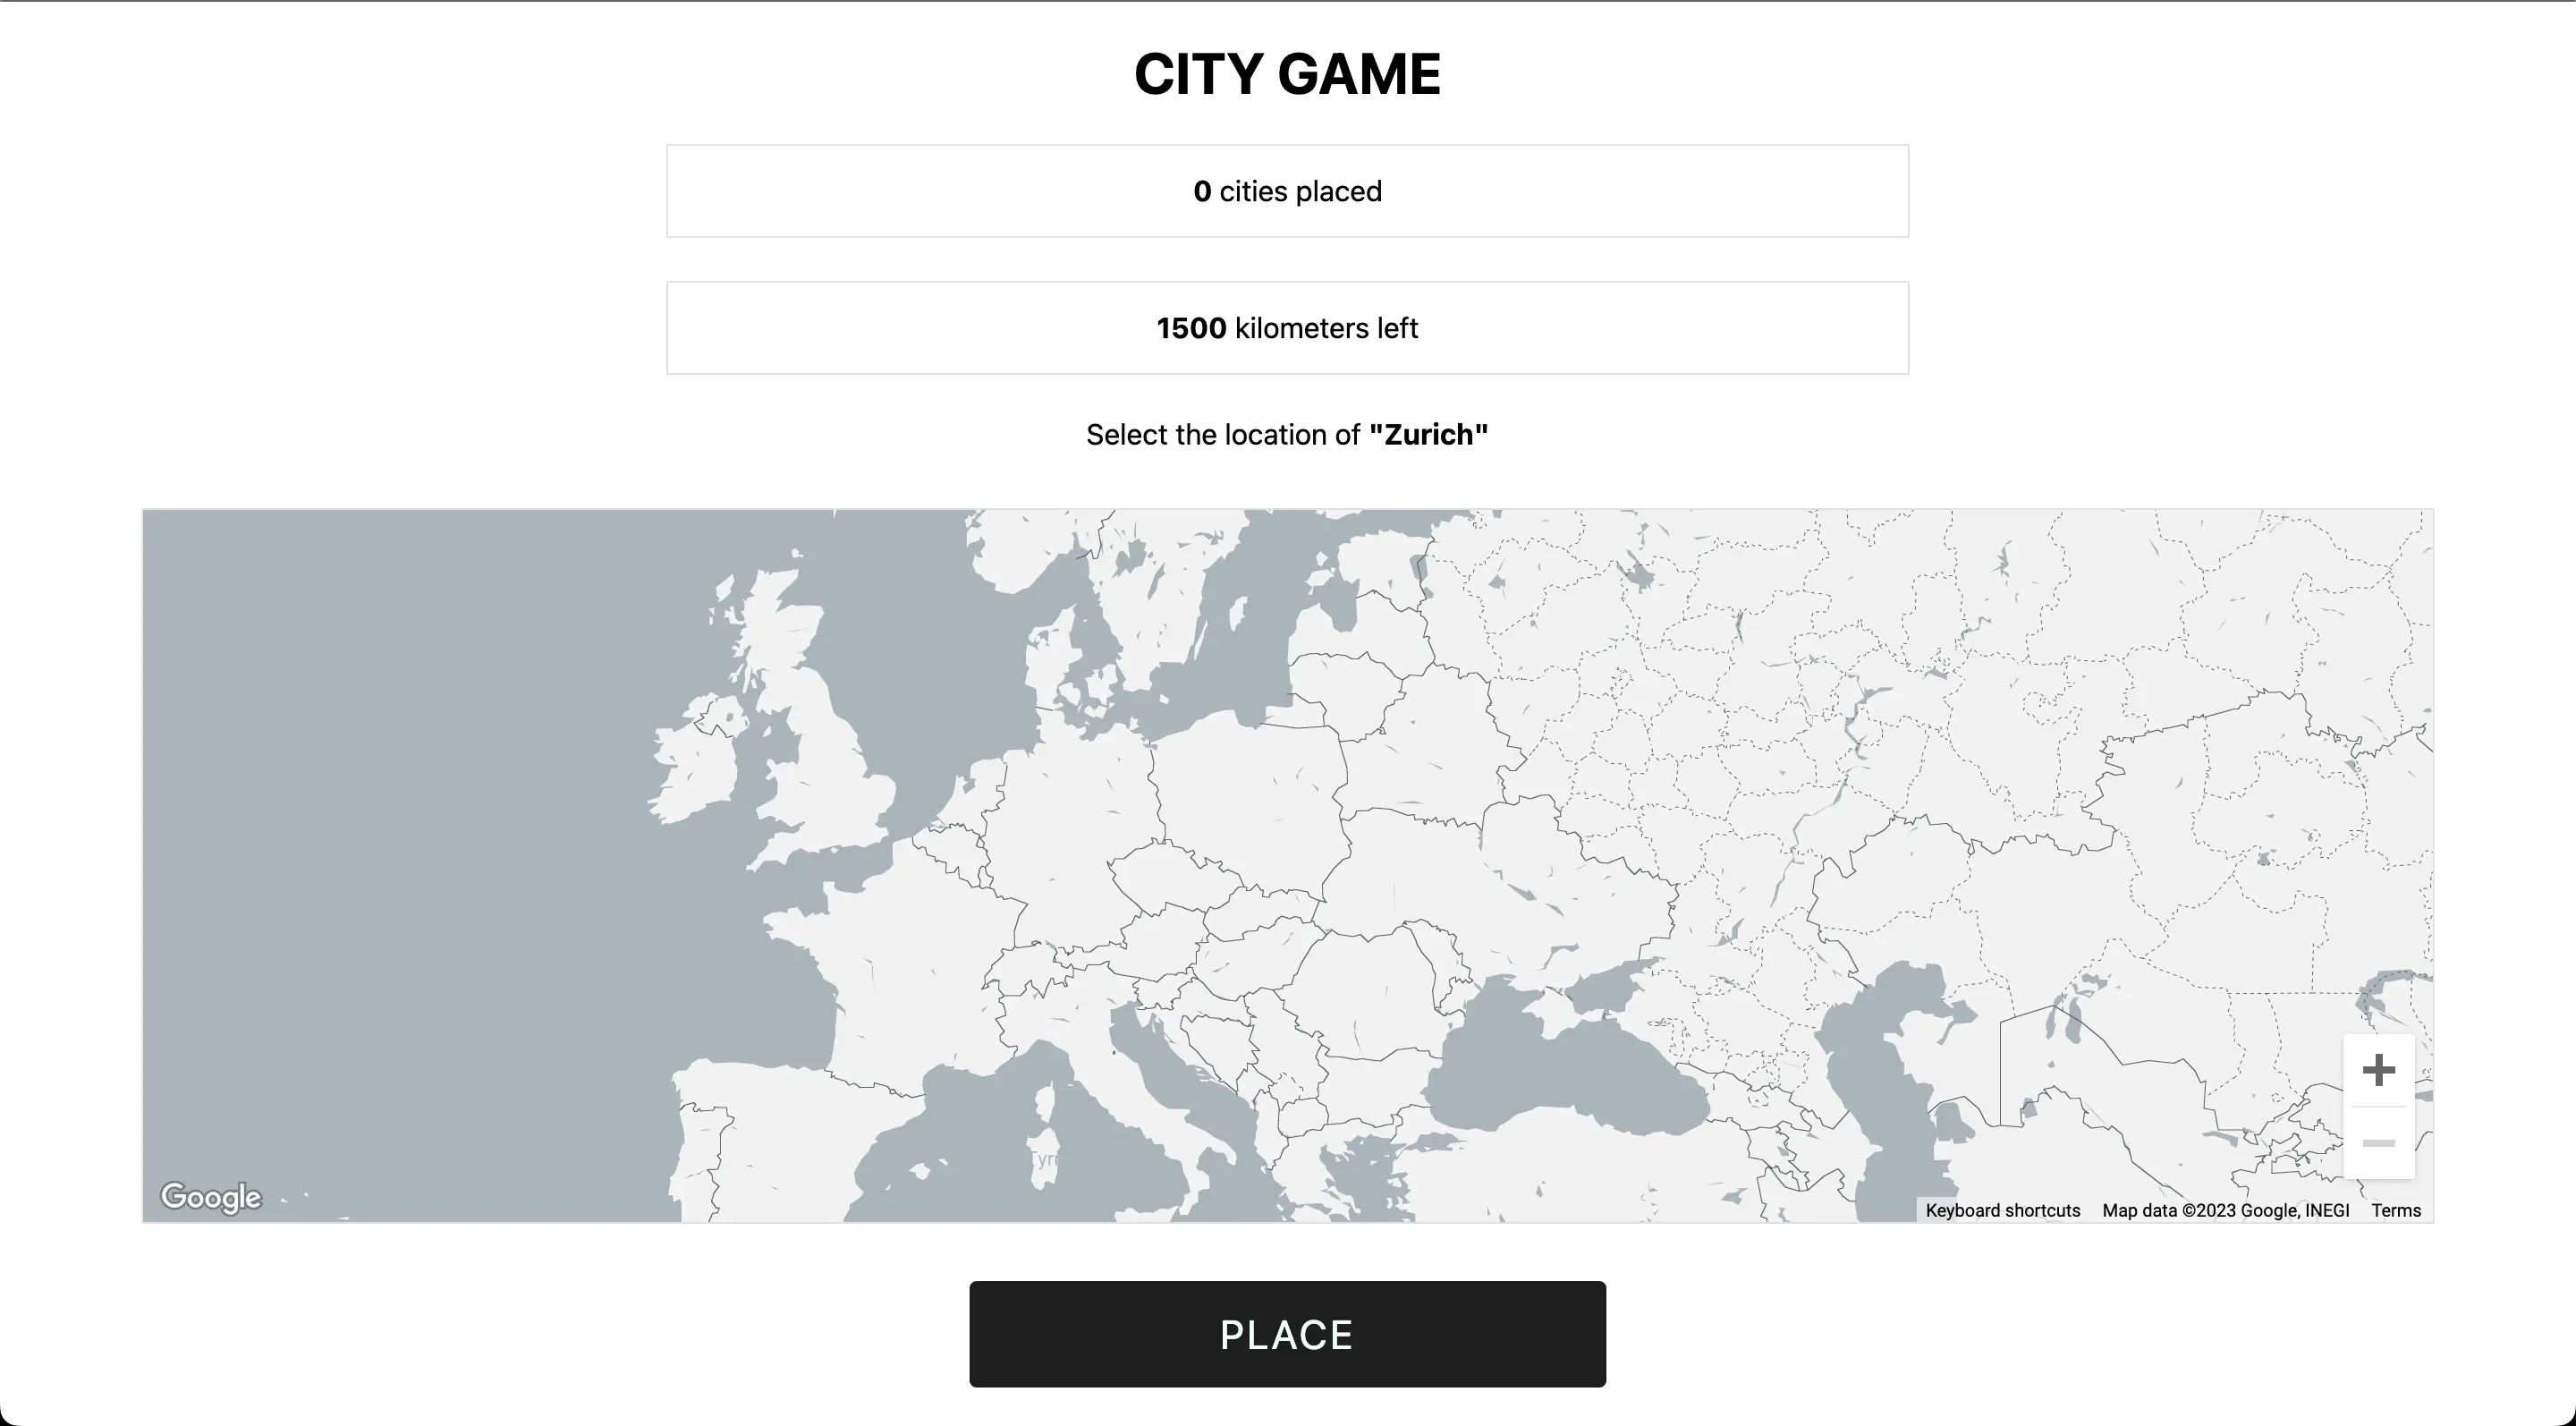 CITY GAME
0 cities placed
1500 kilometers left
Select the location of "Zurich"
Tyrr
Google
Keyboard shortcuts Map data ©2023 Google, INEGI Terms
PLACE